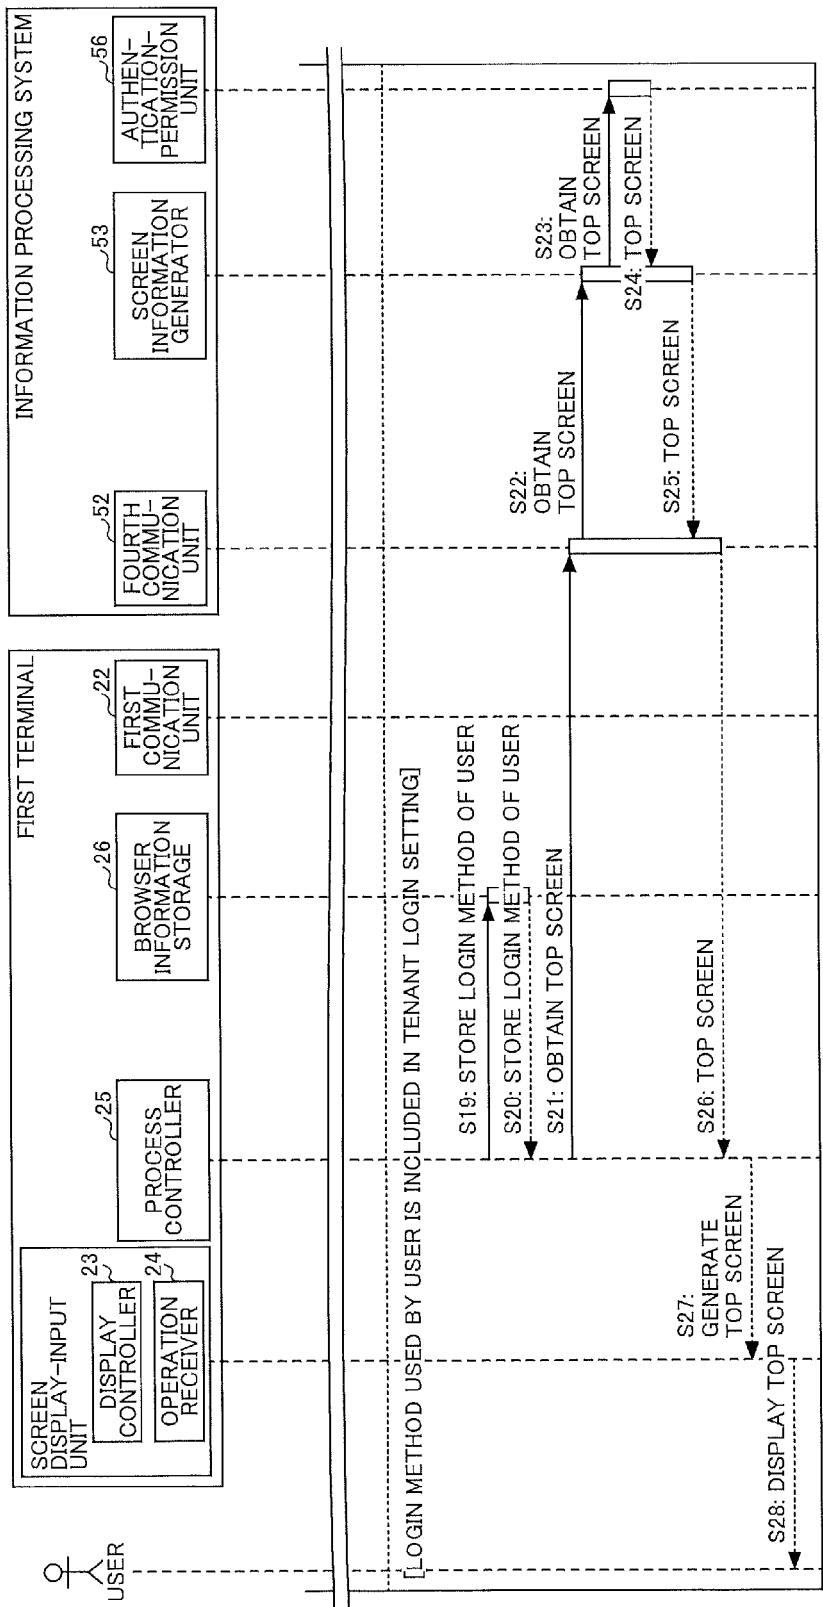 USER
FIRST TERMINAL
SCREEN
DISPLAY-INPUT
UNIT
23
DISPLAY
CONTROLLER
24
OPERATION
RECEIVER
25
PROCESS
CONTROLLER
26
BROWSER
INFORMATION
STORAGE
22
FIRST
COMMU-
NICATION
UNIT
INFORMATION PROCESSING SYSTEM
52
FOURTH
COMMU-
NICATION
UNIT
53
SCREEN
INFORMATION
GENERATOR
56
AUTHEN-
TICATION-
PERMISSION
UNIT
[LOGIN METHOD USED BY USER IS INCLUDED IN TENANT LOGIN SETTING]
S19: STORE LOGIN METHOD OF USER
S20: STORE LOGIN METHOD OF USER
S21: OBTAIN TOP SCREEN
S22:
OBTAIN
TOP SCREEN
S23:
OBTAIN
TOP SCREEN
S24: TOP SCREEN
S25: TOP SCREEN
S26: TOP SCREEN
S27:
GENERATE
TOP SCREEN
S28: DISPLAY TOP SCREEN